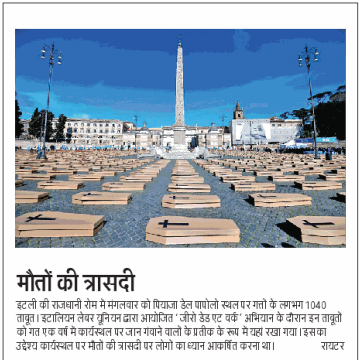 मौतों की त्रासदी
इटली की राजधानी रोम में मंगलवार को पियाजा डेल पापोलो स्थल पर गत्तों के लगभग 1040
ताबूत। इटालियन लेबर यूनियन द्वारा आयोजित ‘जीरो डेड एट वर्क’ अभियान के दौरान इन ताबूतों
को गत एक वर्ष में कार्यस्थल पर जान गंवाने वालों के प्रतीक के रूप में यहां रखा गया। इसका
उद्देश्य कार्यस्थल पर मौतों की त्रासदी पर लोगों का ध्यान आकर्षित करना था। रायटर